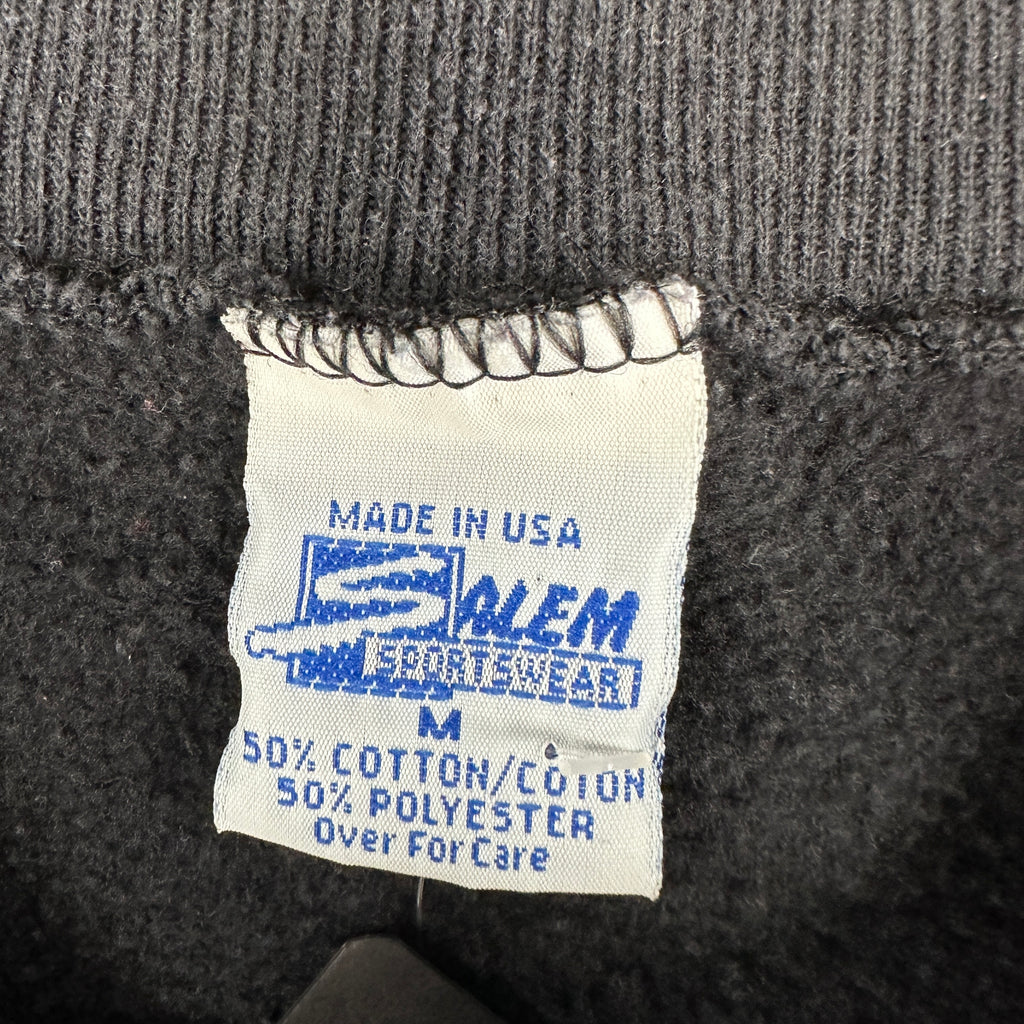 MADE IN USA
SALEM
SPORTSWEAR
M
50% COTTON/COTON
50% POLYESTER
Over For Care